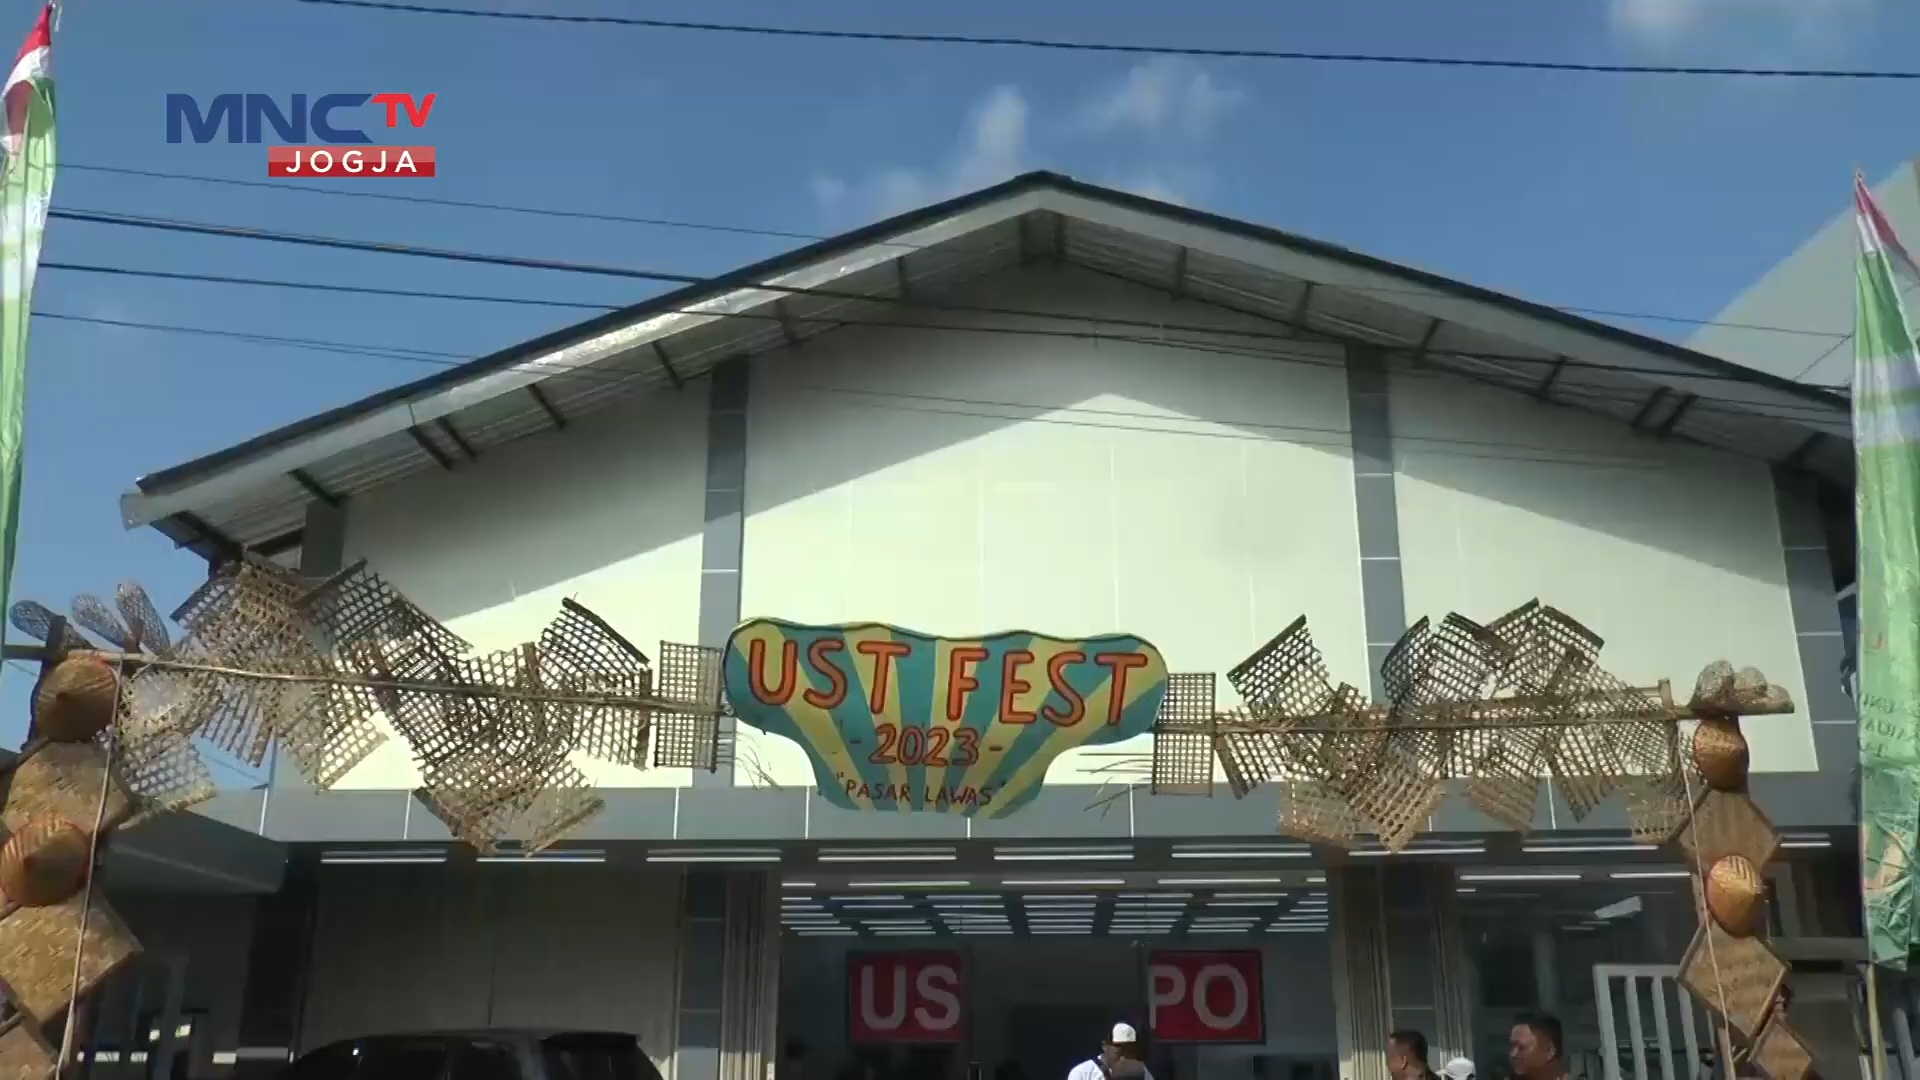 MNCTV
JOGJA
UST FEST
- 2023 -
"PASAR LAWAS"
US PO